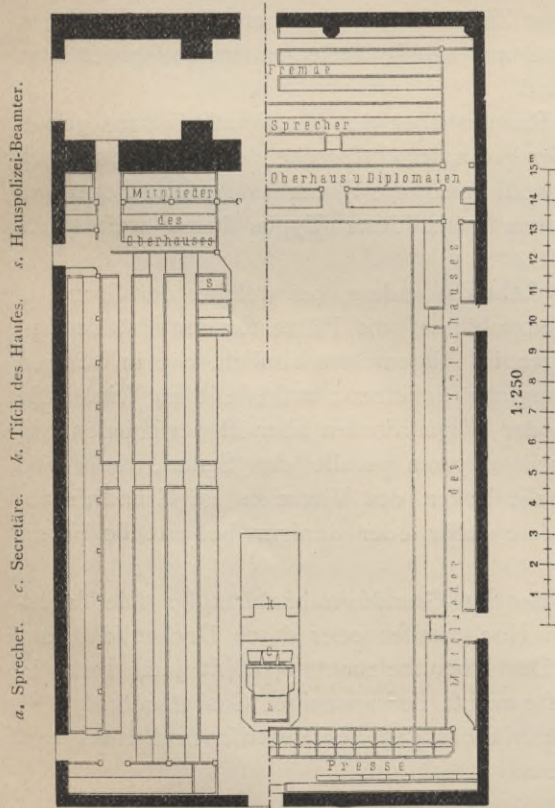 a. Sprecher. c. Secretäre. k. Tiſch des Hauſes. s. Hauspolizei-Beamter.
Fremde
Sprecher
Oberhaus u Diplomaten
Mitglieder
des
Oberhauses
s
Mitglieder des Unterhauses
k
c
a
Presse
1:250
1 2 3 4 5 6 7 8 9 10 11 12 13 14 15m